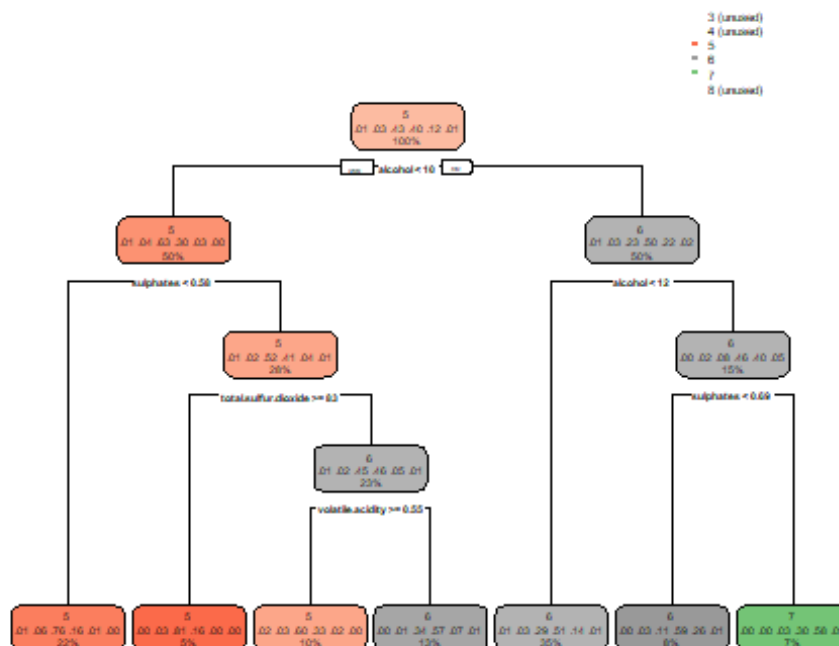 3 (unused)
4 (unused)
5
6
7
8 (unused)
5
.01 .03 .43 .40 .12 .01
100%
alcohol < 10
5
.01 .04 .63 .30 .03 .00
50%
6
.01 .03 .23 .50 .22 .02
50%
sulphates < 0.58
alcohol < 12
5
.01 .02 .52 .41 .04 .01
28%
6
.00 .02 .08 .46 .40 .05
15%
total.sulfur.dioxide >= 83
sulphates < 0.69
6
.01 .02 .45 .46 .05 .01
23%
volatile.acidity >= 0.55
5
.01 .06 .76 .16 .01 .00
22%
5
.00 .03 .81 .16 .00 .00
5%
5
.02 .03 .60 .33 .02 .00
10%
6
.00 .01 .34 .57 .07 .01
13%
6
.01 .03 .29 .51 .14 .01
35%
6
.00 .03 .11 .59 .26 .01
8%
7
.00 .00 .03 .30 .58
7%